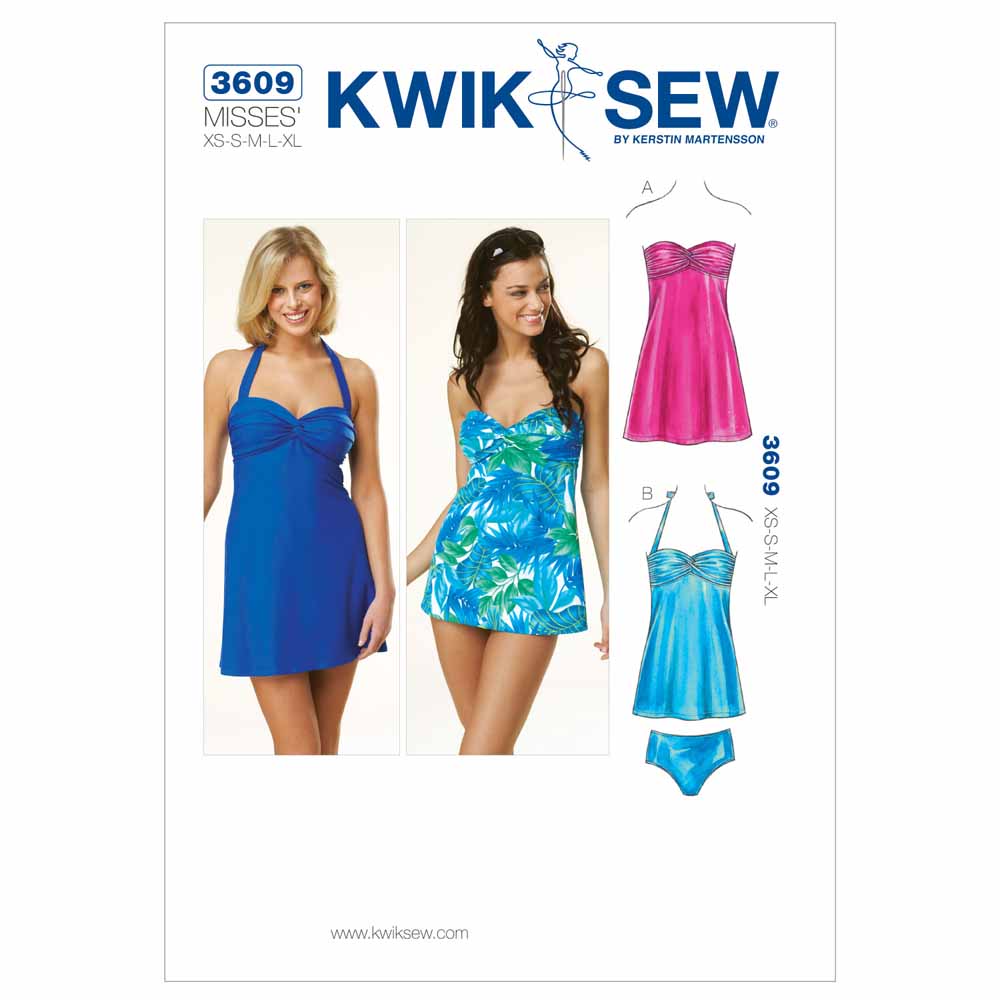 3609
MISSES'
XS-S-M-L-XL
KWIK SEW®
BY KERSTIN MARTENSSON
A
B
3609 XS-S-M-L-XL
www.kwiksew.com